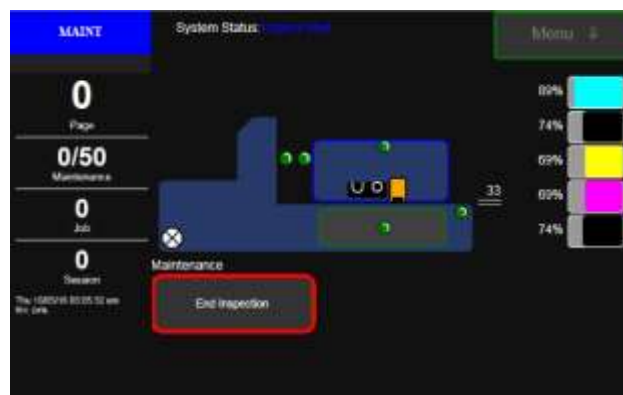 MAINT
System Status:
Menu
0
Page
0/50
Maintenance
0
Job
0
Session
89%
74%
69%
69%
74%
33
Maintenance
End Inspection